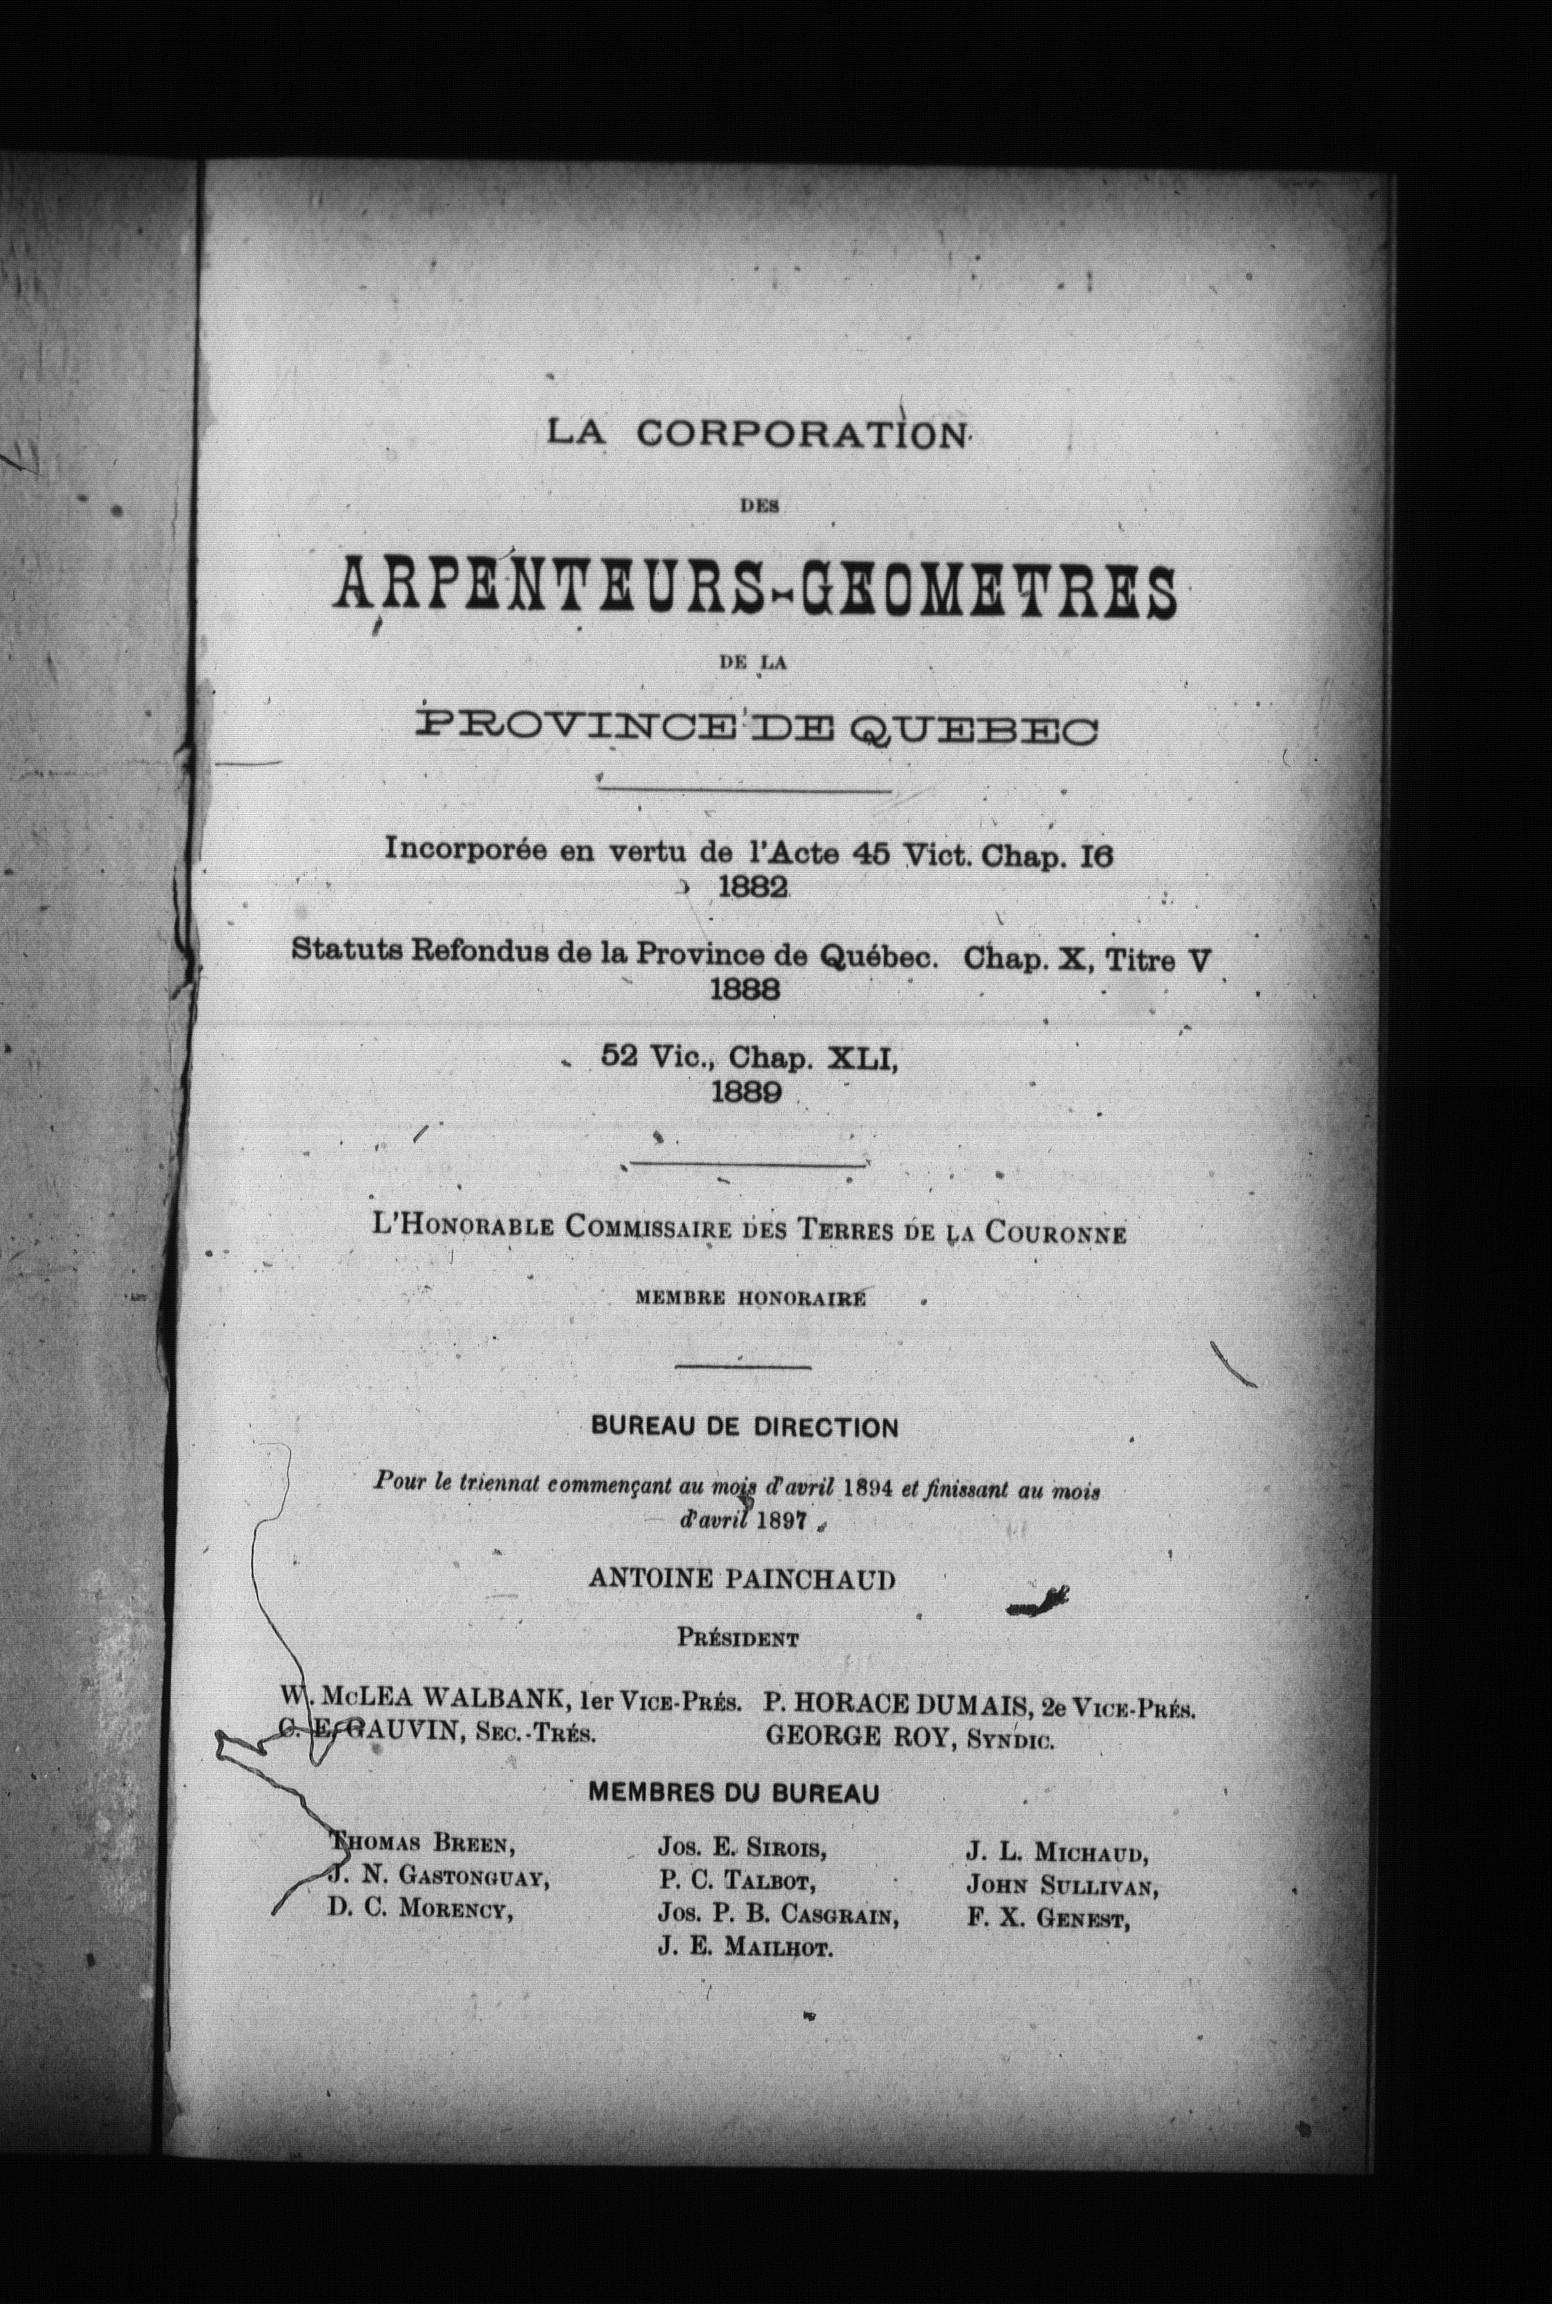 LA CORPORATION
DES
ARPENTEURS-GEOMETRES
DE LA
PROVINCE DE QUEBEC
Incorporée en vertu de l'Acte 45 Vict. Chap. 16
1882
Statuts Refondus de la Province de Québec. Chap. X, Titre V
1888
52 Vic., Chap. XLI,
1889
L'HONORABLE COMMISSAIRE DES TERRES DE LA COURONNE
MEMBRE HONORAIRE
BUREAU DE DIRECTION
Pour le triennat commençant au mois d'avril 1894 et finissant au mois
d'avril 1897
ANTOINE PAINCHAUD
PRÉSIDENT
W. McLEA WALBANK, 1er VICE-PRÉS. P. HORACE DUMAIS, 2e VICE-PRÉS.
C. E. GAUVIN, SEC.-TRÉS. GEORGE ROY, SYNDIC.
MEMBRES DU BUREAU
THOMAS BREEN, JOS. E. SIROIS, J. L. MICHAUD,
J. N. GASTONGUAY, P. C. TALBOT, JOHN SULLIVAN,
D. C. MORENCY, JOS. P. B. CASGRAIN, F. X. GENEST,
J. E. MAILHOT.